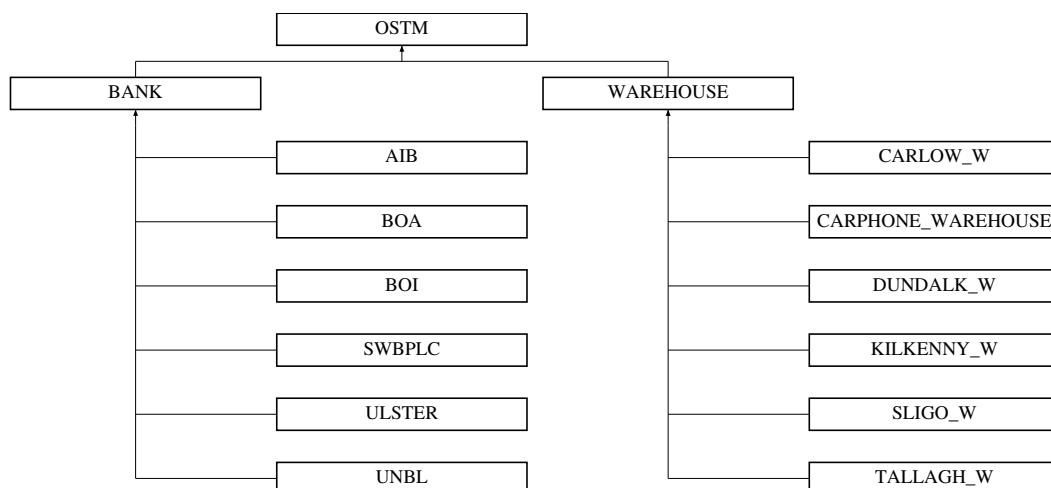 OSTM
BANK
WAREHOUSE
AIB
CARLOW_W
BOA
CARPHONE_WAREHOUSE
BOI
DUNDALK_W
SWBPLC
KILKENNY_W
ULSTER
SLIGO_W
UNBL
TALLAGH_W